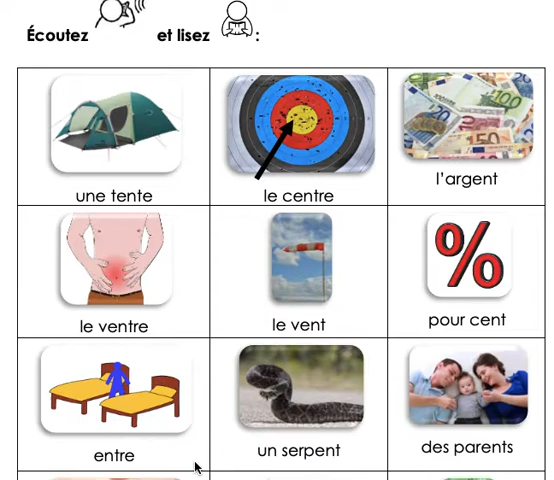 Écoutez et lisez :
une tente le centre l'argent
le ventre le vent pour cent
entre un serpent des parents
%